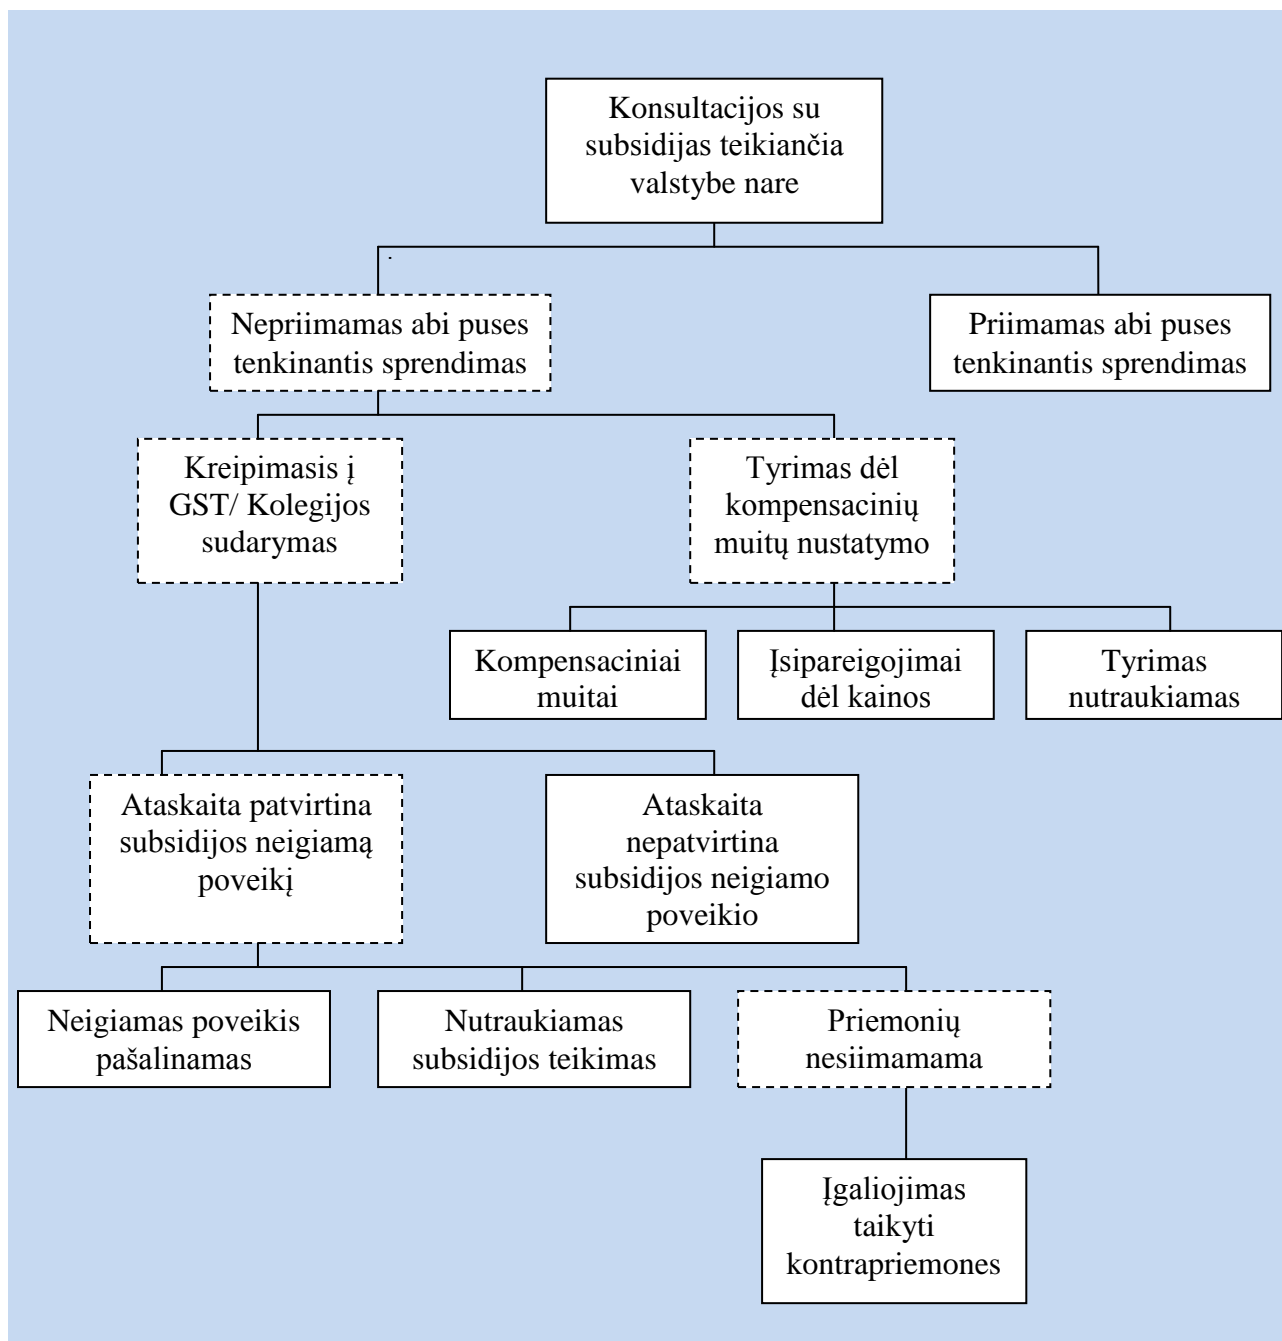 Konsultacijos su
subsidijas teikiančia
valstybe nare
Nepriimamas abi puses
tenkinantis sprendimas
Priimamas abi puses
tenkinantis sprendimas
Kreipimasis į
GST/ Kolegijos
sudarymas
Tyrimas dėl
kompensacinių
muitų nustatymo
Kompensaciniai
muitai
Įsipareigojimai
dėl kainos
Tyrimas
nutraukiamas
Ataskaita patvirtina
subsidijos neigiamą
poveikį
Ataskaita
nepatvirtina
subsidijos neigiamo
poveikio
Neigiamas poveikis
pašalinamas
Nutraukiamas
subsidijos teikimas
Priemonių
nesiimamama
Įgaliojimas
taikyti
kontrapriemones